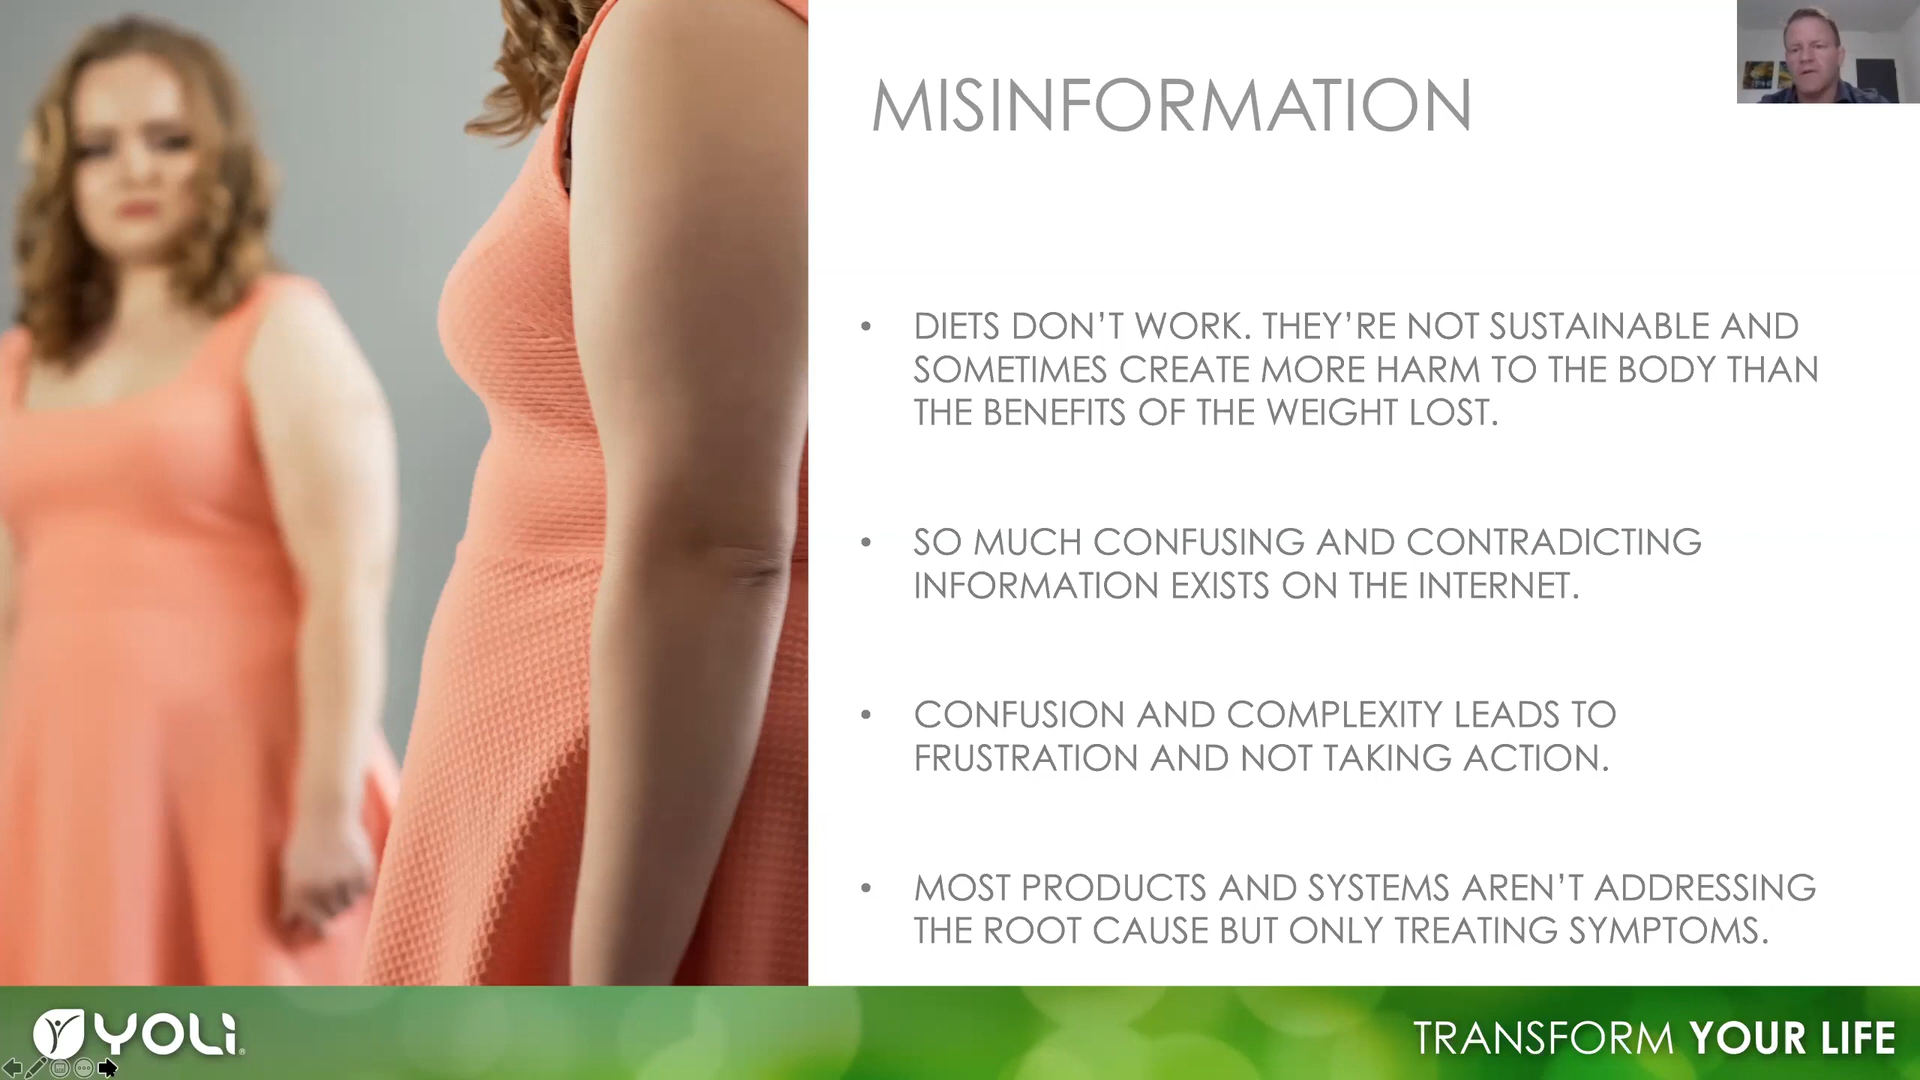 MISINFORMATION
• DIETS DON’T WORK. THEY’RE NOT SUSTAINABLE AND
SOMETIMES CREATE MORE HARM TO THE BODY THAN
THE BENEFITS OF THE WEIGHT LOST.
• SO MUCH CONFUSING AND CONTRADICTING
INFORMATION EXISTS ON THE INTERNET.
• CONFUSION AND COMPLEXITY LEADS TO
FRUSTRATION AND NOT TAKING ACTION.
• MOST PRODUCTS AND SYSTEMS AREN’T ADDRESSING
THE ROOT CAUSE BUT ONLY TREATING SYMPTOMS.
YOLi®
TRANSFORM YOUR LIFE